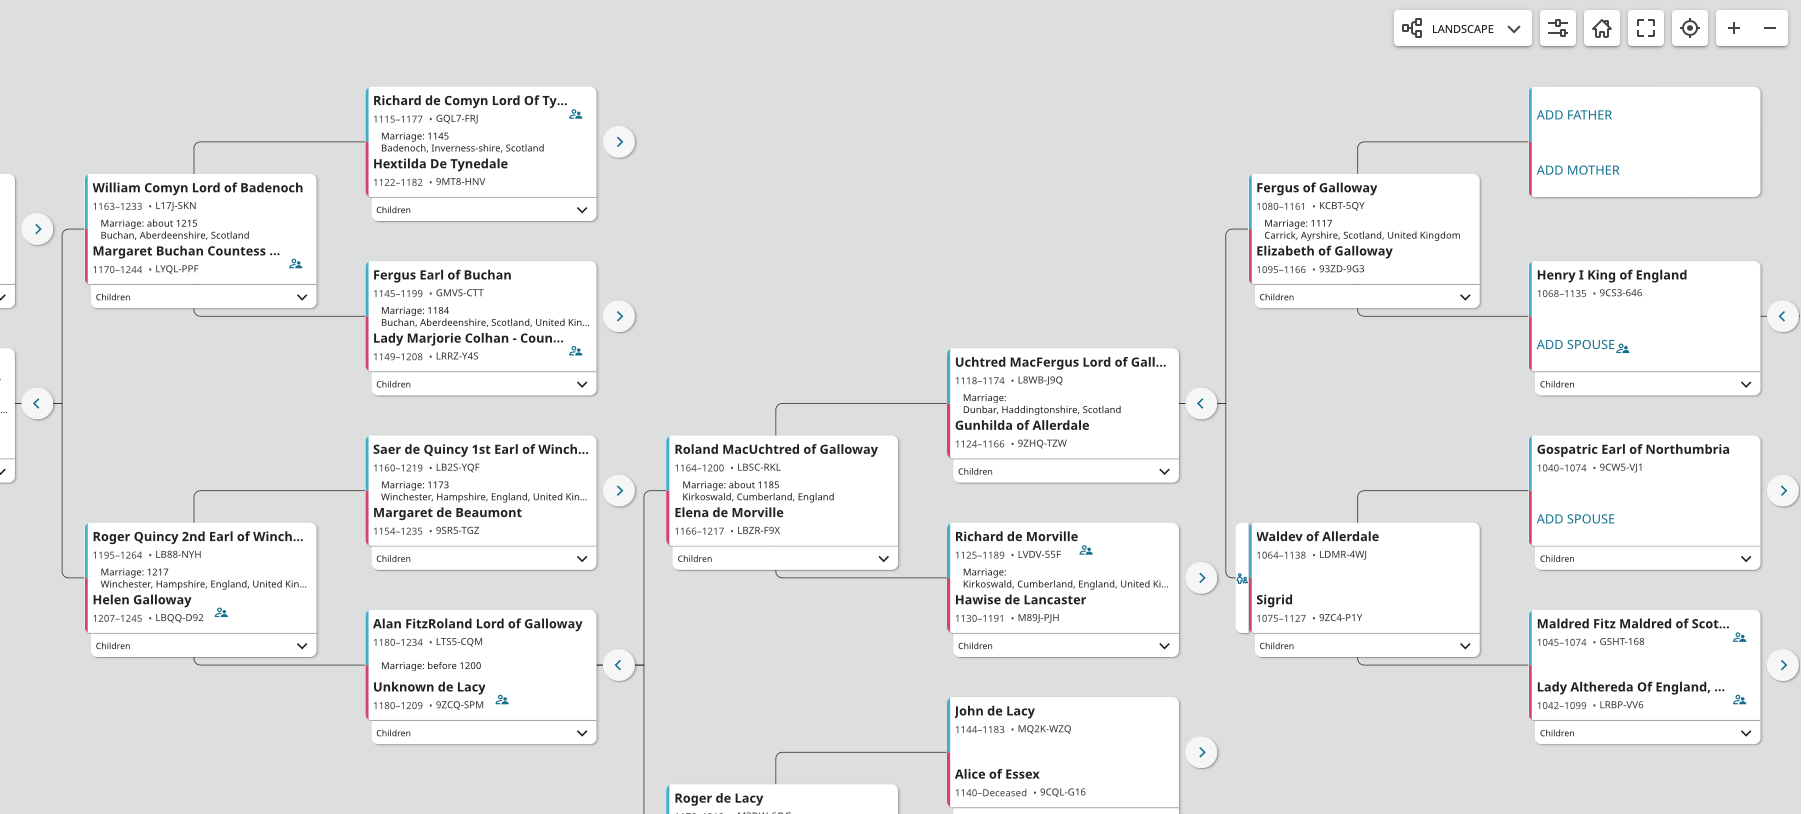 LANDSCAPE
Richard de Comyn Lord Of Ty...
1115–1177 • GQL7-FRJ
Marriage: 1145
Badenoch, Inverness-shire, Scotland
Hextilda De Tynedale
1122–1182 • 9MT8-HNV
Children
William Comyn Lord of Badenoch
1163–1233 • L17J-SKN
Marriage: about 1215
Buchan, Aberdeenshire, Scotland
Margaret Buchan Countess ...
1170–1244 • LYQL-PPF
Children
Fergus Earl of Buchan
1145–1199 • GMVS-CTT
Marriage: 1184
Buchan, Aberdeenshire, Scotland, United Kin...
Lady Marjorie Colhan - Coun...
1149–1208 • LRRZ-Y4S
Children
Saer de Quincy 1st Earl of Winch...
1160–1219 • LB2S-YQF
Marriage: 1173
Winchester, Hampshire, England, United Kin...
Margaret de Beaumont
1154–1235 • 9SR5-TGZ
Children
Roger Quincy 2nd Earl of Winch...
1195–1264 • LB88-NYH
Marriage: 1217
Winchester, Hampshire, England, United Kin...
Helen Galloway
1207–1245 • LBQQ-D92
Children
Alan FitzRoland Lord of Galloway
1180–1234 • LTS5-CQM
Marriage: before 1200
Unknown de Lacy
1180–1209 • 9ZCQ-SPM
Children
Roland MacUchtred of Galloway
1164–1200 • LBSC-RKL
Marriage: about 1185
Kirkoswald, Cumberland, England
Elena de Morville
1166–1217 • LBZR-F9X
Children
Roger de Lacy
Uchtred MacFergus Lord of Gall...
1118–1174 • L8WB-J9Q
Marriage:
Dunbar, Haddingtonshire, Scotland
Gunhilda of Allerdale
1124–1166 • 9ZHQ-TZW
Children
Richard de Morville
1125–1189 • LVDV-55F
Marriage:
Kirkoswald, Cumberland, England, United Ki...
Hawise de Lancaster
1130–1191 • M89J-PJH
Children
John de Lacy
1144–1183 • MQ2K-WZQ
Alice of Essex
1140–Deceased • 9CQL-G16
Fergus of Galloway
1080–1161 • KCBT-5QY
Marriage: 1117
Carrick, Ayrshire, Scotland, United Kingdom
Elizabeth of Galloway
1095–1166 • 93ZD-9G3
Children
Waldev of Allerdale
1064–1138 • LDMR-4WJ
Sigrid
1075–1127 • 9ZC4-P1Y
Children
ADD FATHER
ADD MOTHER
Henry I King of England
1068–1135 • 9CS3-646
ADD SPOUSE
Children
Gospatric Earl of Northumbria
1040–1074 • 9CW5-VJ1
ADD SPOUSE
Children
Maldred Fitz Maldred of Scot...
1045–1074 • G5HT-168
Lady Althereda Of England, ...
1042–1099 • LRBP-VV6
Children